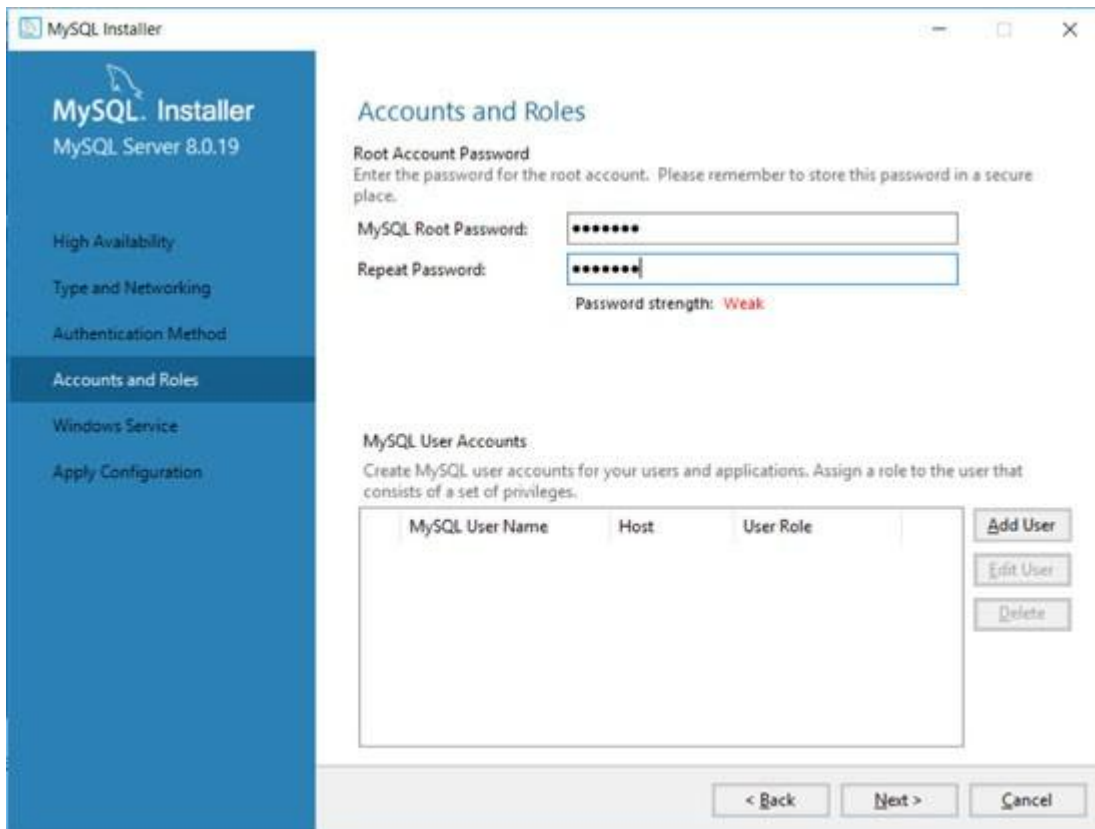 MySQL Installer
MySQL. Installer
MySQL Server 8.0.19
High Availability
Type and Networking
Authentication Method
Accounts and Roles
Windows Service
Apply Configuration
Accounts and Roles
Root Account Password
Enter the password for the root account. Please remember to store this password in a secure
place.
MySQL Root Password: •••••••
Repeat Password: •••••••
Password strength: Weak
MySQL User Accounts
Create MySQL user accounts for your users and applications. Assign a role to the user that
consists of a set of privileges.
MySQL User Name Host User Role
Add User
Edit User
Delete
< Back Next > Cancel